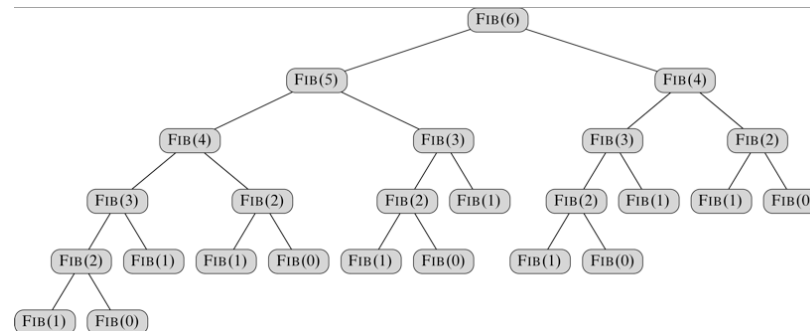 FIB(6)
FIB(5) FIB(4)
FIB(4) FIB(3) FIB(3) FIB(2)
FIB(3) FIB(2) FIB(2) FIB(1) FIB(2) FIB(1) FIB(1) FIB(0
FIB(2) FIB(1) FIB(1) FIB(0) FIB(1) FIB(0) FIB(1) FIB(0)
FIB(1) FIB(0)